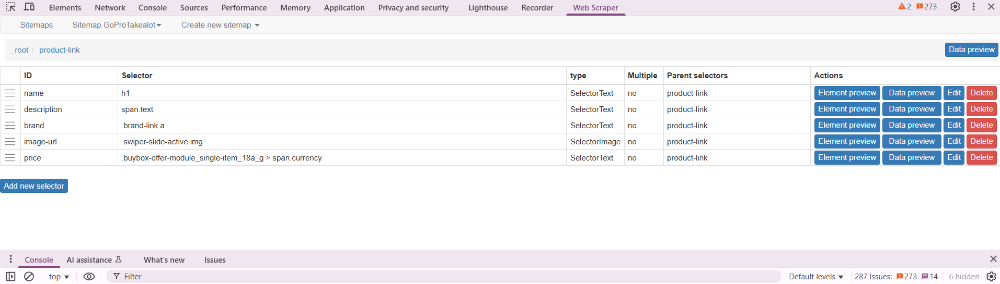 Elements Network Console Sources Performance Memory Application Privacy and security Lighthouse Recorder Web Scraper 2 273
Sitemaps Sitemap GoProTakealot Create new sitemap
_root / product-link Data preview
ID Selector type Multiple Parent selectors Actions
name h1 SelectorText no product-link Element preview Data preview Edit Delete
description span.text SelectorText no product-link Element preview Data preview Edit Delete
brand .brand-link a SelectorText no product-link Element preview Data preview Edit Delete
image-url .swiper-slide-active img SelectorImage no product-link Element preview Data preview Edit Delete
price .buybox-offer-module_single-item_18a_g > span.currency SelectorText no product-link Element preview Data preview Edit Delete
Add new selector
Console AI assistance What's new Issues
top Filter Default levels 287 Issues: 273 14 6 hidden